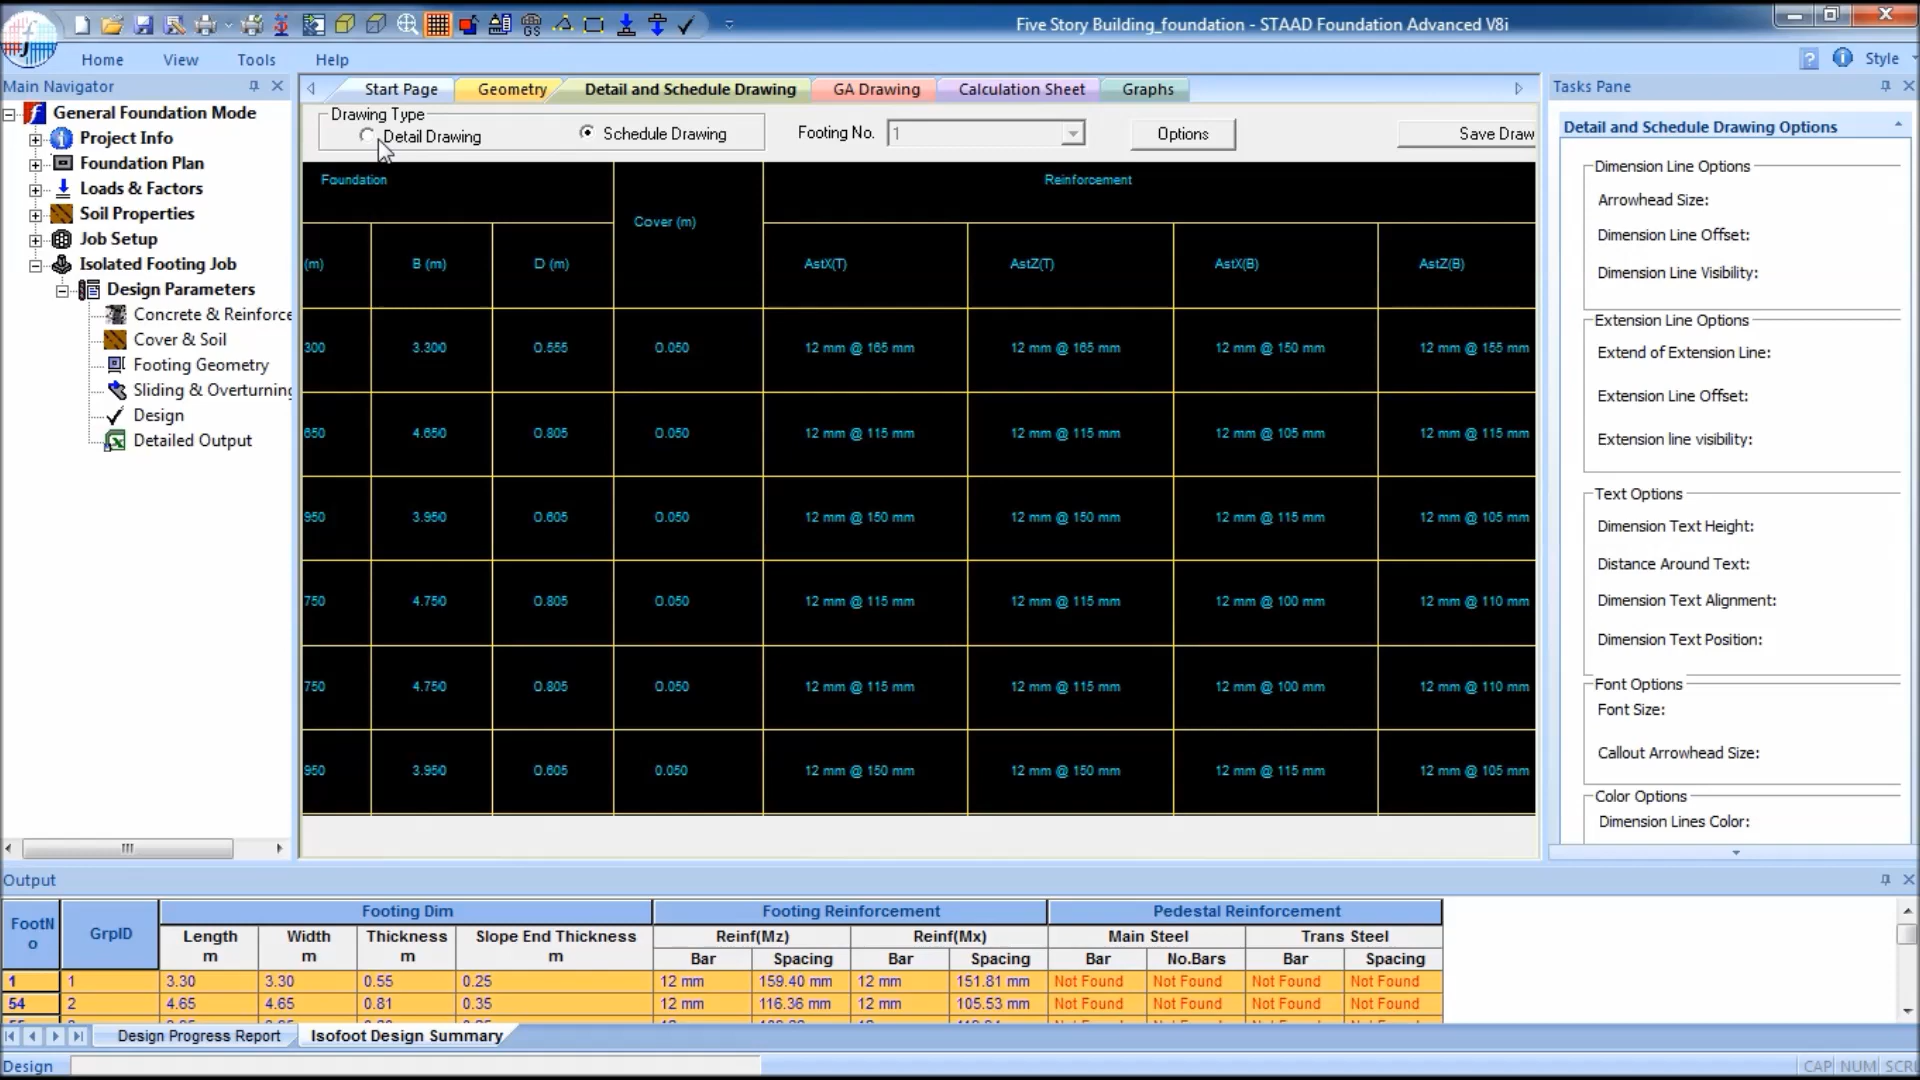 Five Story Building_foundation - STAAD Foundation Advanced V8i
Home View Tools Help
Style
Main Navigator
General Foundation Mode
Project Info
Foundation Plan
Loads & Factors
Soil Properties
Job Setup
Isolated Footing Job
Design Parameters
Concrete & Reinforce
Cover & Soil
Footing Geometry
Sliding & Overturning
Design
Detailed Output
Start Page Geometry Detail and Schedule Drawing GA Drawing Calculation Sheet Graphs
Drawing Type
Detail Drawing Schedule Drawing Footing No. 1 Options Save Draw
Foundation Cover (m) Reinforcement
(m) B (m) D (m) AstX(T) AstZ(T) AstX(B) AstZ(B)
300 3.300 0.555 0.050 12 mm @ 165 mm 12 mm @ 165 mm 12 mm @ 150 mm 12 mm @ 155 mm
650 4.650 0.805 0.050 12 mm @ 115 mm 12 mm @ 115 mm 12 mm @ 105 mm 12 mm @ 115 mm
950 3.950 0.605 0.050 12 mm @ 150 mm 12 mm @ 150 mm 12 mm @ 115 mm 12 mm @ 105 mm
750 4.750 0.805 0.050 12 mm @ 115 mm 12 mm @ 115 mm 12 mm @ 100 mm 12 mm @ 110 mm
750 4.750 0.805 0.050 12 mm @ 115 mm 12 mm @ 115 mm 12 mm @ 100 mm 12 mm @ 110 mm
950 3.950 0.605 0.050 12 mm @ 150 mm 12 mm @ 150 mm 12 mm @ 115 mm 12 mm @ 105 mm
Tasks Pane
Detail and Schedule Drawing Options
Dimension Line Options
Arrowhead Size:
Dimension Line Offset:
Dimension Line Visibility:
Extension Line Options
Extend of Extension Line:
Extension Line Offset:
Extension line visibility:
Text Options
Dimension Text Height:
Distance Around Text:
Dimension Text Alignment:
Dimension Text Position:
Font Options
Font Size:
Callout Arrowhead Size:
Color Options
Dimension Lines Color:
Output
FootN
o
GrpID
Footing Dim Footing Reinforcement Pedestal Reinforcement
Length Width Thickness Slope End Thickness Reinf(Mz) Reinf(Mx) Main Steel Trans Steel
m m m m Bar Spacing Bar Spacing Bar No.Bars Bar Spacing
1 1 3.30 3.30 0.55 0.25 12 mm 159.40 mm 12 mm 151.81 mm Not Found Not Found Not Found Not Found
54 2 4.65 4.65 0.81 0.35 12 mm 116.36 mm 12 mm 105.53 mm Not Found Not Found Not Found Not Found
Design Progress Report Isofoot Design Summary
Design
CAP NUM SCRL